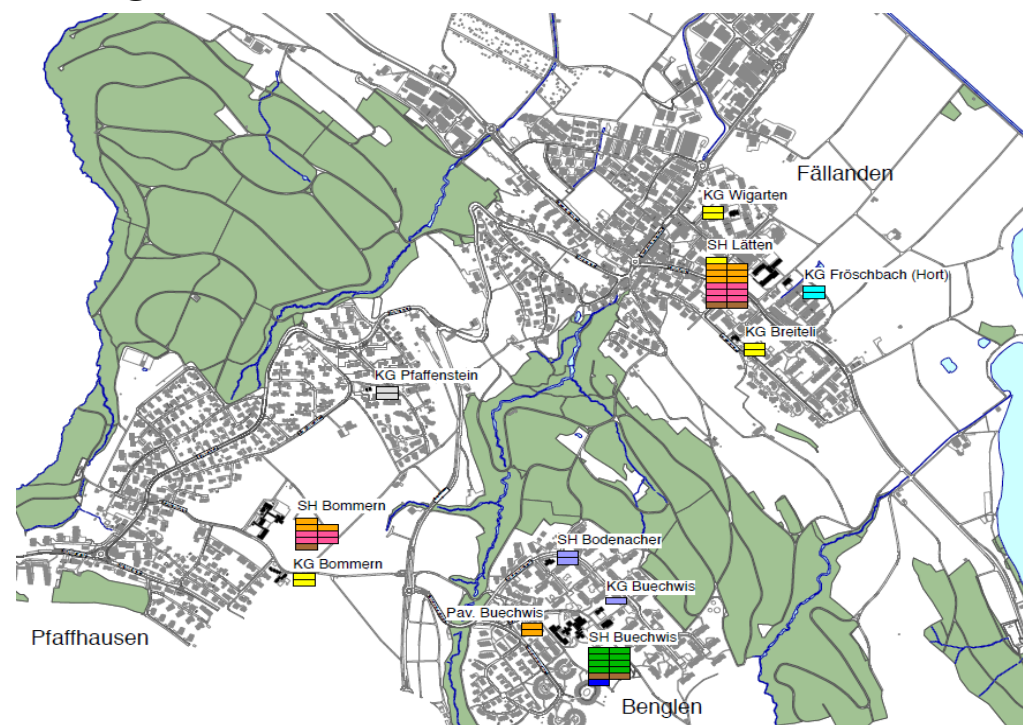 Fällanden
KG Wigarten
SH Lätten
KG Fröschbach (Hort)
KG Breiteli
KG Pfaffenstein
SH Bommern
KG Bommern
SH Bodenacher
KG Buechwis
Pav. Buechwis
SH Buechwis
Pfaffhausen
Benglen